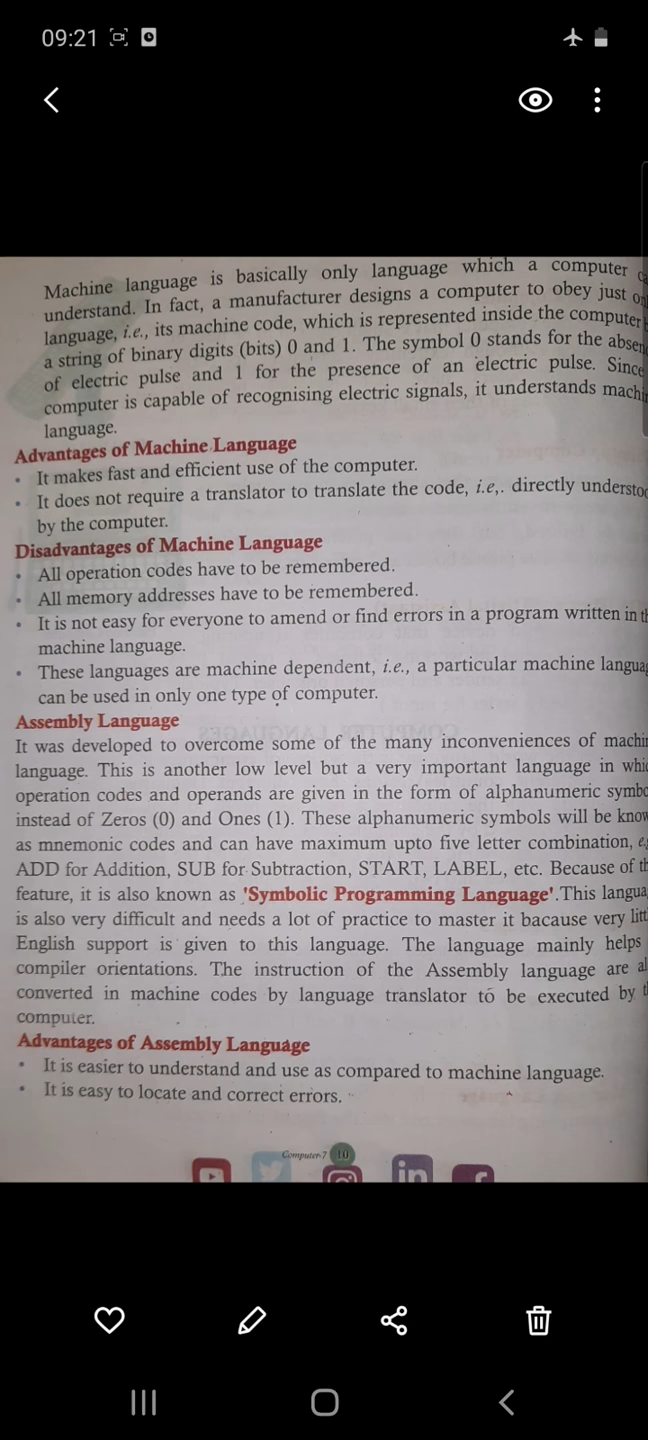 09:21
Machine language is basically only language which a computer
understand. In fact, a manufacturer designs a computer to obey just
language, i.e., its machine code, which is represented inside the computer
a string of binary digits (bits) 0 and 1. The symbol 0 stands for the
of electric pulse and 1 for the presence of an electric pulse. Since
computer is capable of recognising electric signals, it understands
language.
Advantages of Machine Language
• It makes fast and efficient use of the computer.
• It does not require a translator to translate the code, i.e,. directly
by the computer.
Disadvantages of Machine Language
• All operation codes have to be remembered.
• All memory addresses have to be remembered.
• It is not easy for everyone to amend or find errors in a program written in
machine language.
• These languages are machine dependent, i.e., a particular machine
can be used in only one type of computer.
Assembly Language
It was developed to overcome some of the many inconveniences of
language. This is another low level but a very important language in
operation codes and operands are given in the form of alphanumeric
instead of Zeros (0) and Ones (1). These alphanumeric symbols will be
as mnemonic codes and can have maximum upto five letter combination,
ADD for Addition, SUB for Subtraction, START, LABEL, etc. Because of
feature, it is also known as 'Symbolic Programming Language'.This
is also very difficult and needs a lot of practice to master it bacause very
English support is given to this language. The language mainly helps
compiler orientations. The instruction of the Assembly language are
converted in machine codes by language translator to be executed by
computer.
Advantages of Assembly Language
• It is easier to understand and use as compared to machine language.
• It is easy to locate and correct errors.
Computer-7 10
in